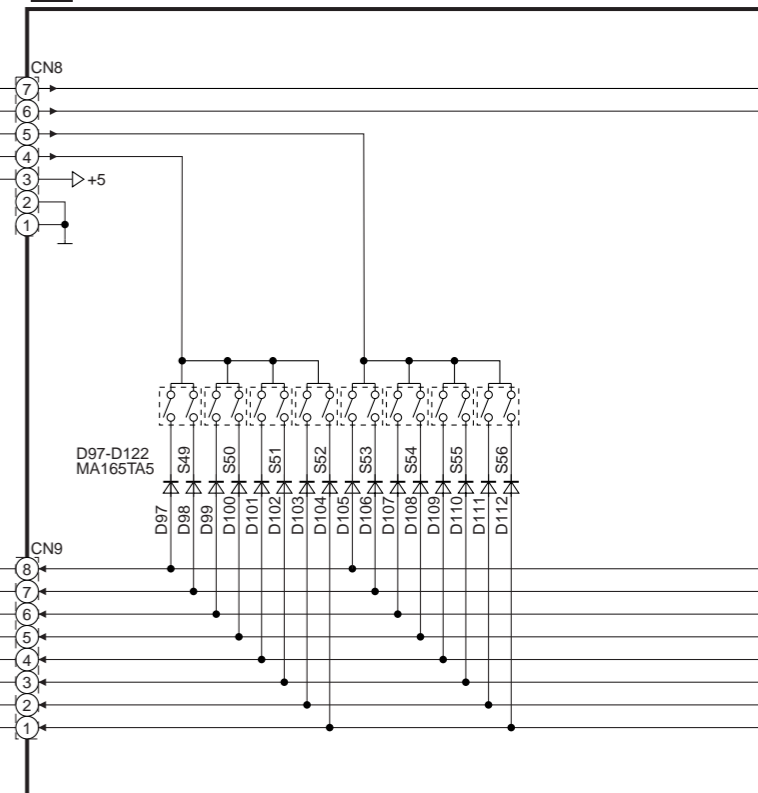 CN8
7
6
5
4
3
+5
2
1
D97-D122
MA165TA5
S49
S50
S51
S52
S53
S54
S55
S56
D97
D98
D99
D100
D101
D102
D103
D104
D105
D106
D107
D108
D109
D110
D111
D112
CN9
8
7
6
5
4
3
2
1